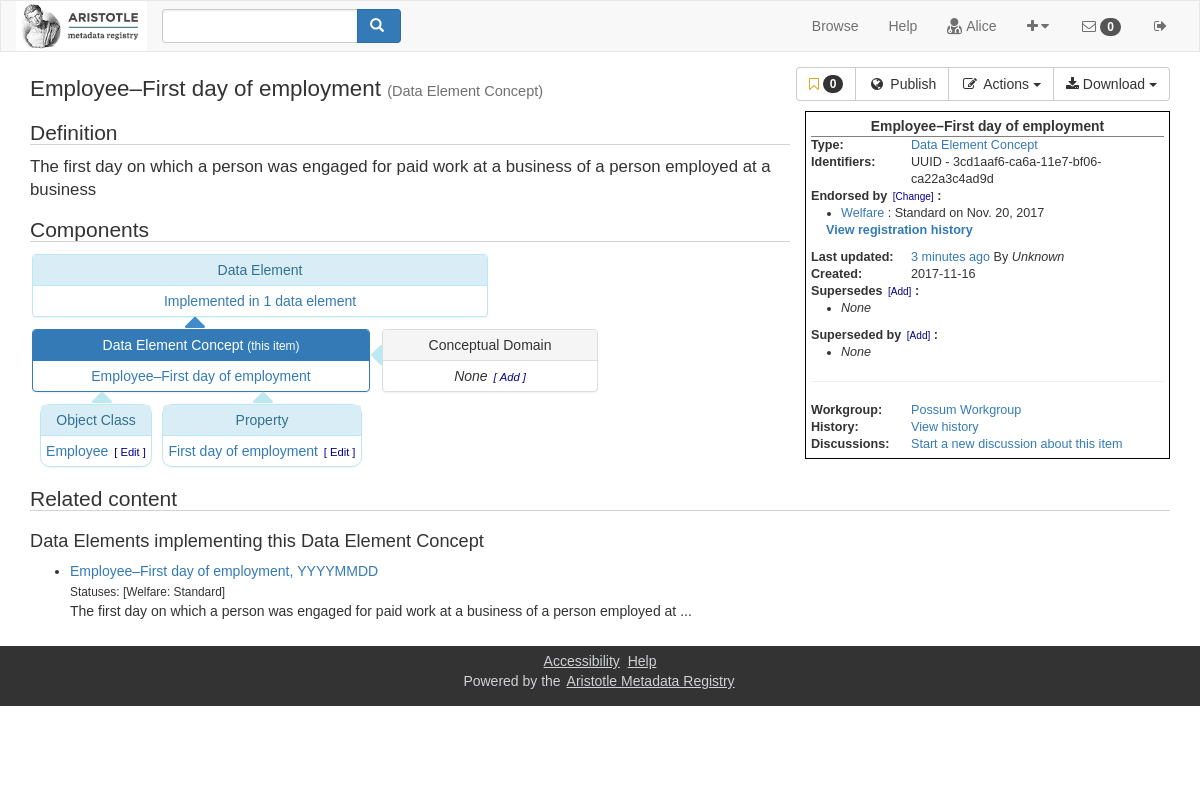 ARISTOTLE
metadata registry
Browse
Help
Alice
0
Employee–First day of employment (Data Element Concept)
0
Publish
Actions
Download
Definition
The first day on which a person was engaged for paid work at a business of a person employed at a
business
Components
Data Element
Implemented in 1 data element
Data Element Concept (this item)
Employee–First day of employment
Conceptual Domain
None [ Add ]
Object Class
Employee [ Edit ]
Property
First day of employment [ Edit ]
Employee–First day of employment
Type: Data Element Concept
Identifiers: UUID - 3cd1aaf6-ca6a-11e7-bf06-
ca22a3c4ad9d
Endorsed by [Change] :
Welfare : Standard on Nov. 20, 2017
View registration history
Last updated: 3 minutes ago By Unknown
Created: 2017-11-16
Supersedes [Add] :
None
Superseded by [Add] :
None
Workgroup: Possum Workgroup
History: View history
Discussions: Start a new discussion about this item
Related content
Data Elements implementing this Data Element Concept
Employee–First day of employment, YYYYMMDD
Statuses: [Welfare: Standard]
The first day on which a person was engaged for paid work at a business of a person employed at ...
Accessibility Help
Powered by the Aristotle Metadata Registry